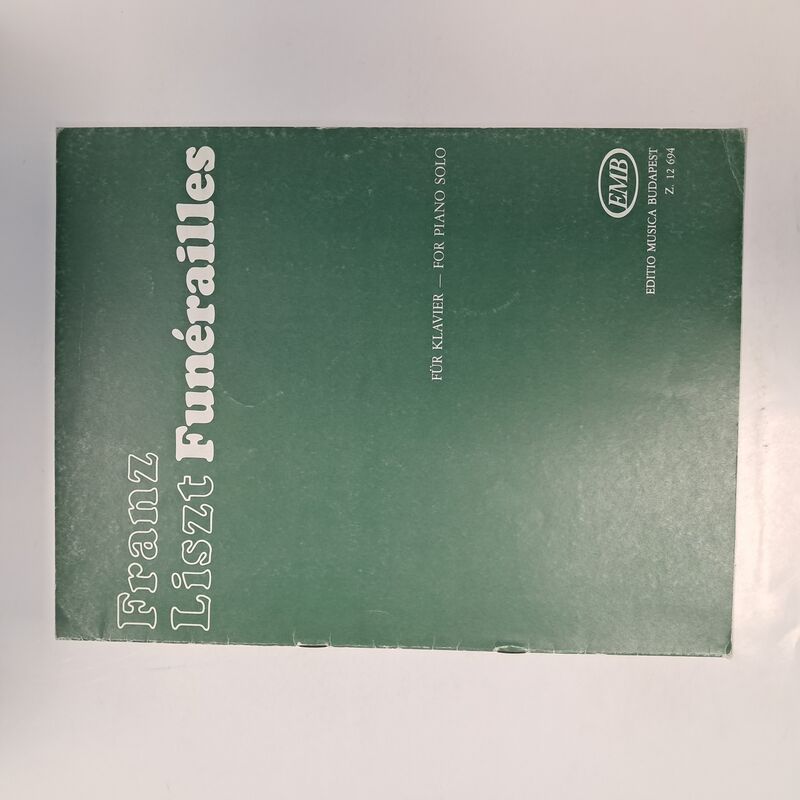 Franz
Liszt Funérailles
FÜR KLAVIER — FOR PIANO SOLO
EMB
EDITIO MUSICA BUDAPEST
Z. 12 694